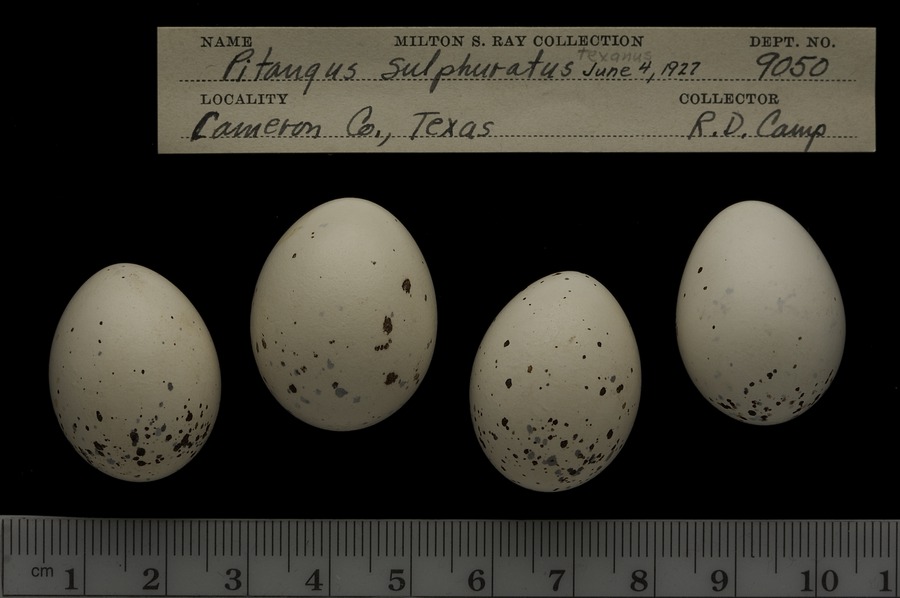 NAME MILTON S. RAY COLLECTION DEPT. NO.
texanus
Pitangus sulphuratus June 4, 1927 9050
LOCALITY COLLECTOR
Cameron Co., Texas R.D. Camp
cm 1 2 3 4 5 6 7 8 9 10 1